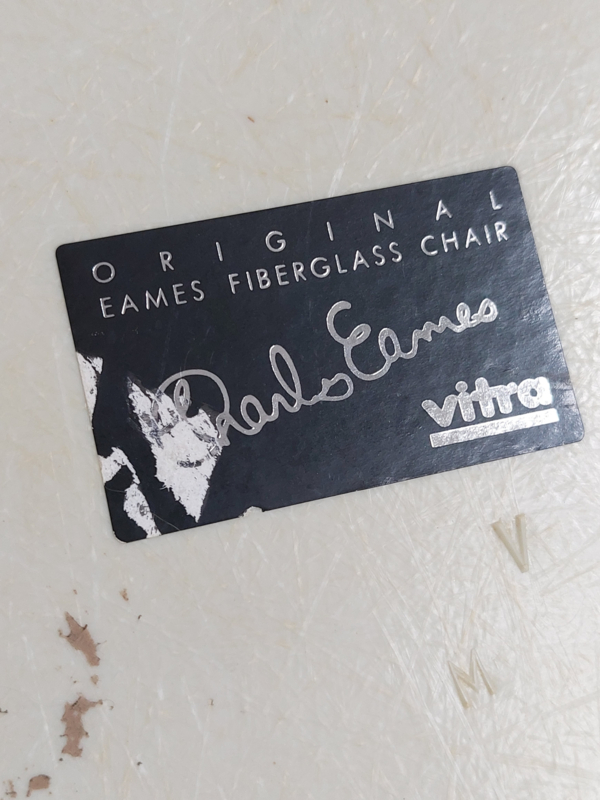 ORIGINAL
EAMES FIBERGLASS CHAIR
Charles Eames
vitra
V
M